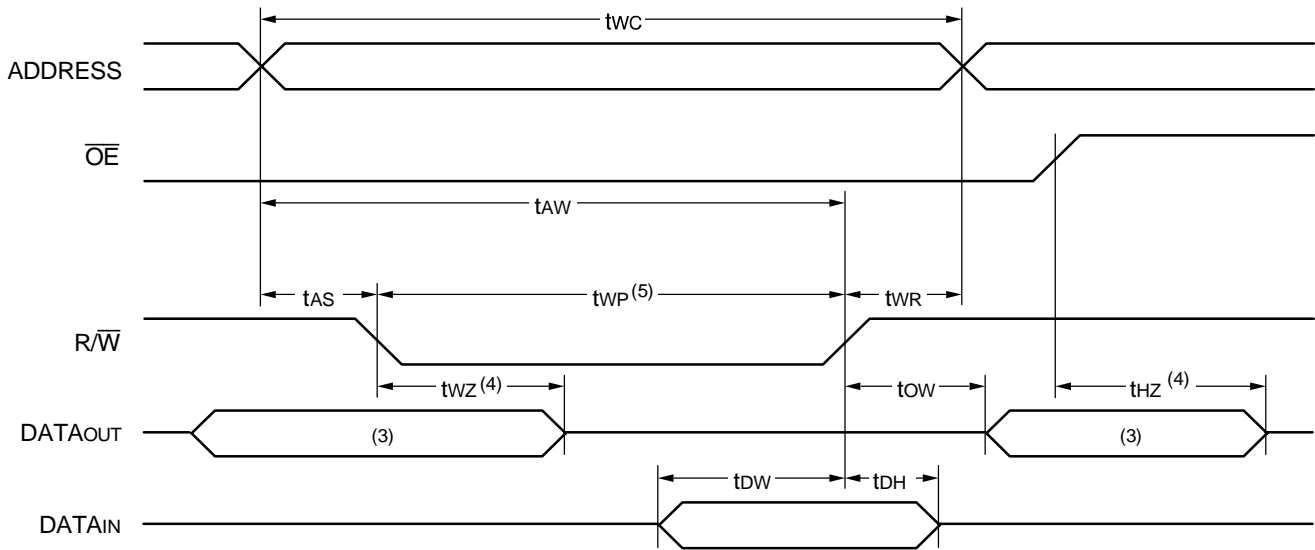 tWC
ADDRESS
OE
tAW
tAS
tWP (5)
tWR
R/W
tWZ (4)
tOW
tHZ (4)
DATAOUT
(3)
(3)
tDW
tDH
DATAIN